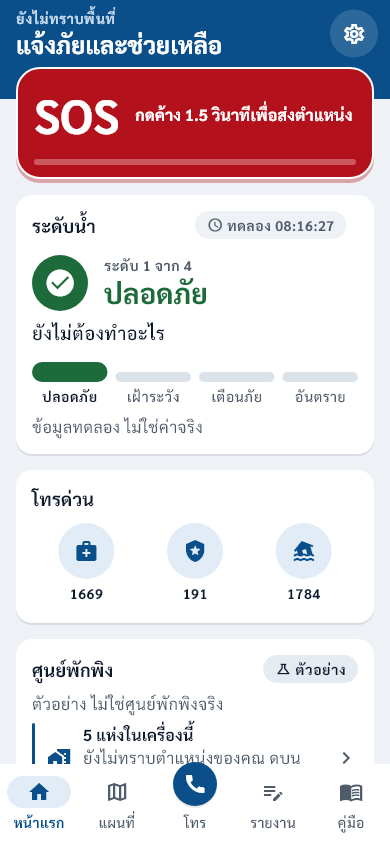 ยังไม่ทราบพื้นที่
แจ้งภัยและช่วยเหลือ
SOS กดค้าง 1.5 วินาทีเพื่อส่งตำแหน่ง
ระดับน้ำ
ทดลอง 08:16:27
ระดับ 1 จาก 4
ปลอดภัย
ยังไม่ต้องทำอะไร
ปลอดภัย เฝ้าระวัง เตือนภัย อันตราย
ข้อมูลทดลอง ไม่ใช่ค่าจริง
โทรด่วน
1669 191 1784
ศูนย์พักพิง
ตัวอย่าง
ตัวอย่าง ไม่ใช่ศูนย์พักพิงจริง
5 แห่งในเครื่องนี้
ยังไม่ทราบตำแหน่งของคุณ
หน้าแรก แผนที่ โทร รายงาน คู่มือ